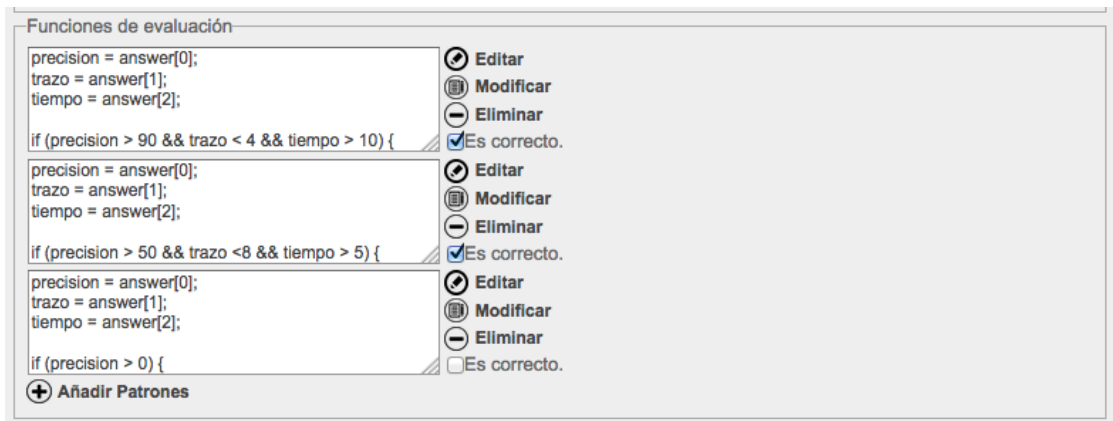 Funciones de evaluación
precision = answer[0];
trazo = answer[1];
tiempo = answer[2];
if (precision > 90 && trazo < 4 && tiempo > 10) {
Editar
Modificar
Eliminar
Es correcto.
precision = answer[0];
trazo = answer[1];
tiempo = answer[2];
if (precision > 50 && trazo <8 && tiempo > 5) {
Editar
Modificar
Eliminar
Es correcto.
precision = answer[0];
trazo = answer[1];
tiempo = answer[2];
if (precision > 0) {
Editar
Modificar
Eliminar
Es correcto.
Añadir Patrones